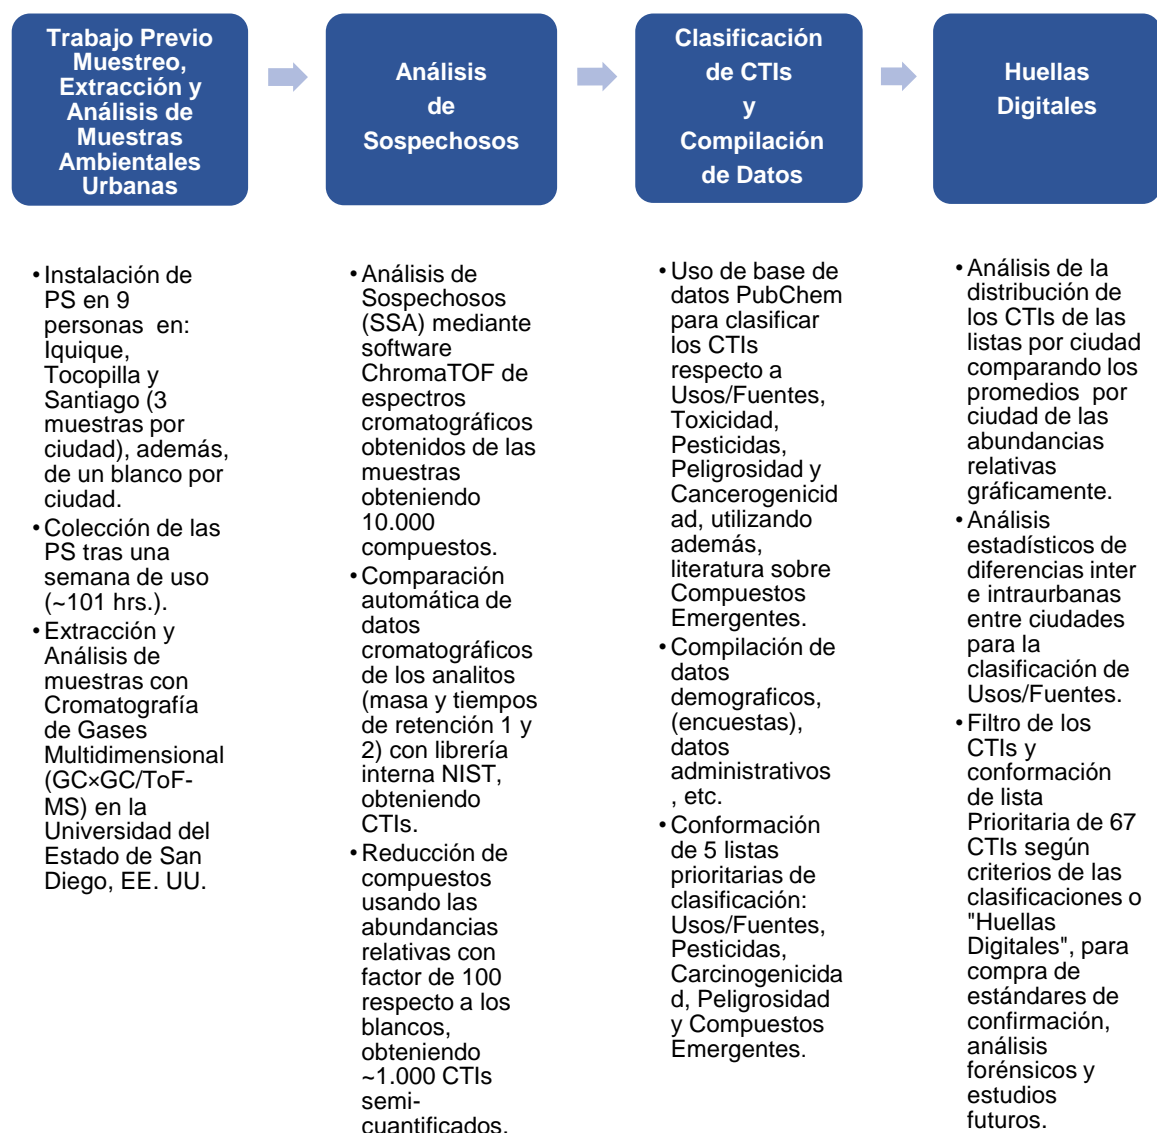 Trabajo Previo
Muestreo,
Extracción y
Análisis de
Muestras
Ambientales
Urbanas
Análisis
de
Sospechosos
Clasificación
de CTIs
y
Compilación
de Datos
Huellas
Digitales
• Instalación de
PS en 9
personas en:
Iquique,
Tocopilla y
Santiago (3
muestras por
ciudad), además,
de un blanco por
ciudad.
• Colección de las
PS tras una
semana de uso
(~101 hrs.).
• Extracción y
Análisis de
muestras con
Cromatografía
de Gases
Multidimensional
(GC×GC/ToF-
MS) en la
Universidad del
Estado de San
Diego, EE. UU.
• Análisis de
Sospechosos
(SSA) mediante
software
ChromaTOF de
espectros
cromatográficos
obtenidos de las
muestras
obteniendo
10.000
compuestos.
• Comparación
automática de
datos
cromatográficos
de los analitos
(masa y tiempos
de retención 1 y
2) con librería
interna NIST,
obteniendo
CTIs.
• Reducción de
compuestos
usando las
abundancias
relativas con
factor de 100
respecto a los
blancos,
obteniendo
~1.000 CTIs
semi-
cuantificados.
• Uso de base de
datos PubChem
para clasificar
los CTIs
respecto a
Usos/Fuentes,
Toxicidad,
Pesticidas,
Peligrosidad y
Cancerogenicid
ad, utilizando
además,
literatura sobre
Compuestos
Emergentes.
• Compilación de
datos
demograficos,
(encuestas),
datos
administrativos
, etc.
• Conformación
de 5 listas
prioritarias de
clasificación:
Usos/Fuentes,
Pesticidas,
Carcinogenicida
d, Peligrosidad
y Compuestos
Emergentes.
• Análisis de la
distribución de
los CTIs de las
listas por ciudad
comparando los
promedios por
ciudad de las
abundancias
relativas
gráficamente.
• Análisis
estadísticos de
diferencias inter
e intraurbanas
entre ciudades
para la
clasificación de
Usos/Fuentes.
• Filtro de los
CTIs y
conformación
de lista
Prioritaria de 67
CTIs según
criterios de las
clasificaciones o
"Huellas
Digitales", para
compra de
estándares de
confirmación,
análisis
forénsicos y
estudios
futuros.